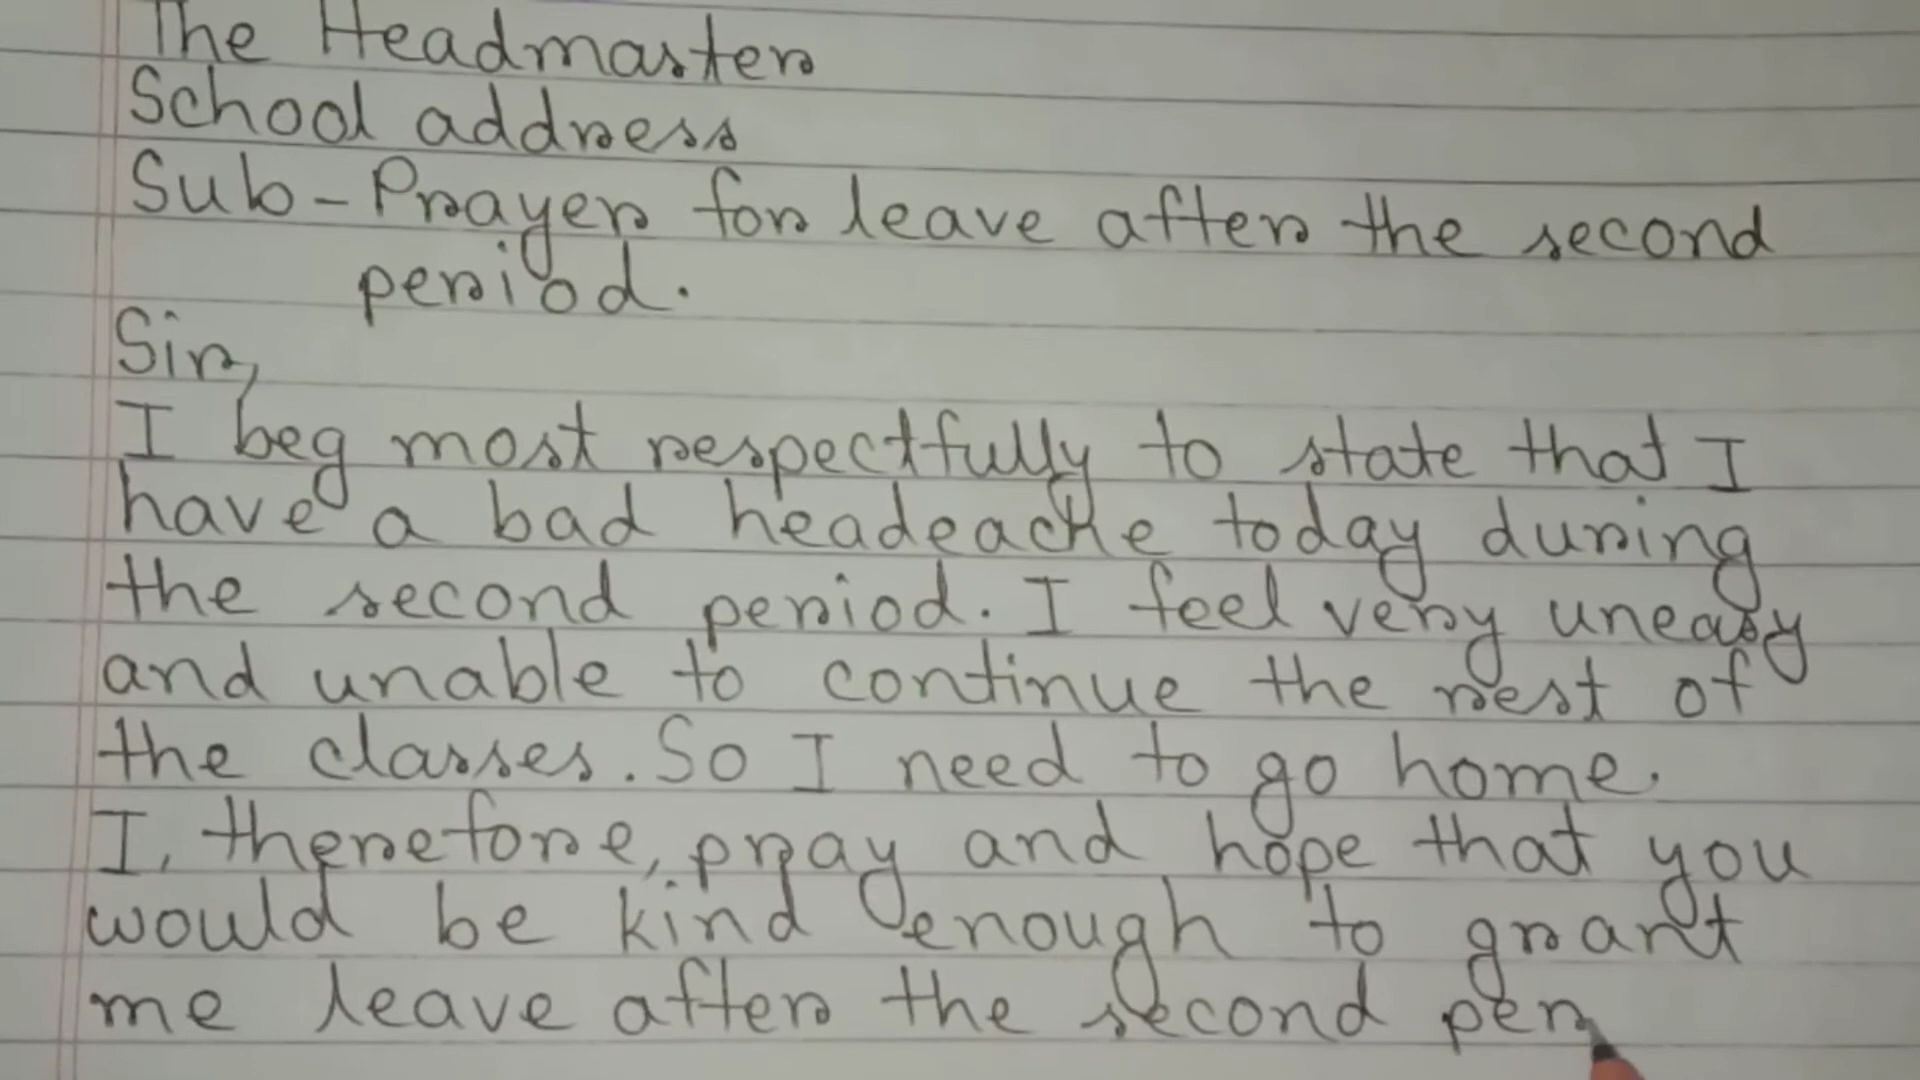 The Headmaster
School address
Sub-Prayer for leave after the second
period.
Sir,
I beg most respectfully to state that I
have a bad headeache today during
the second period. I feel very uneasy
and unable to continue the rest of
the classes. So I need to go home.
I, therefore, pray and hope that you
would be kind enough to grant
me leave after the second per